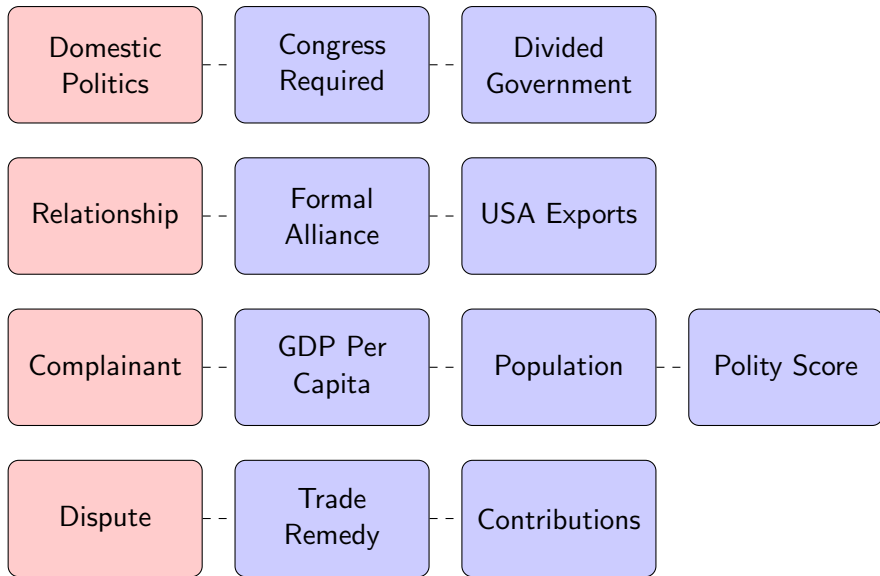 Domestic
Politics
Congress
Required
Divided
Government
Relationship
Formal
Alliance
USA Exports
Complainant
GDP Per
Capita
Population
Polity Score
Dispute
Trade
Remedy
Contributions